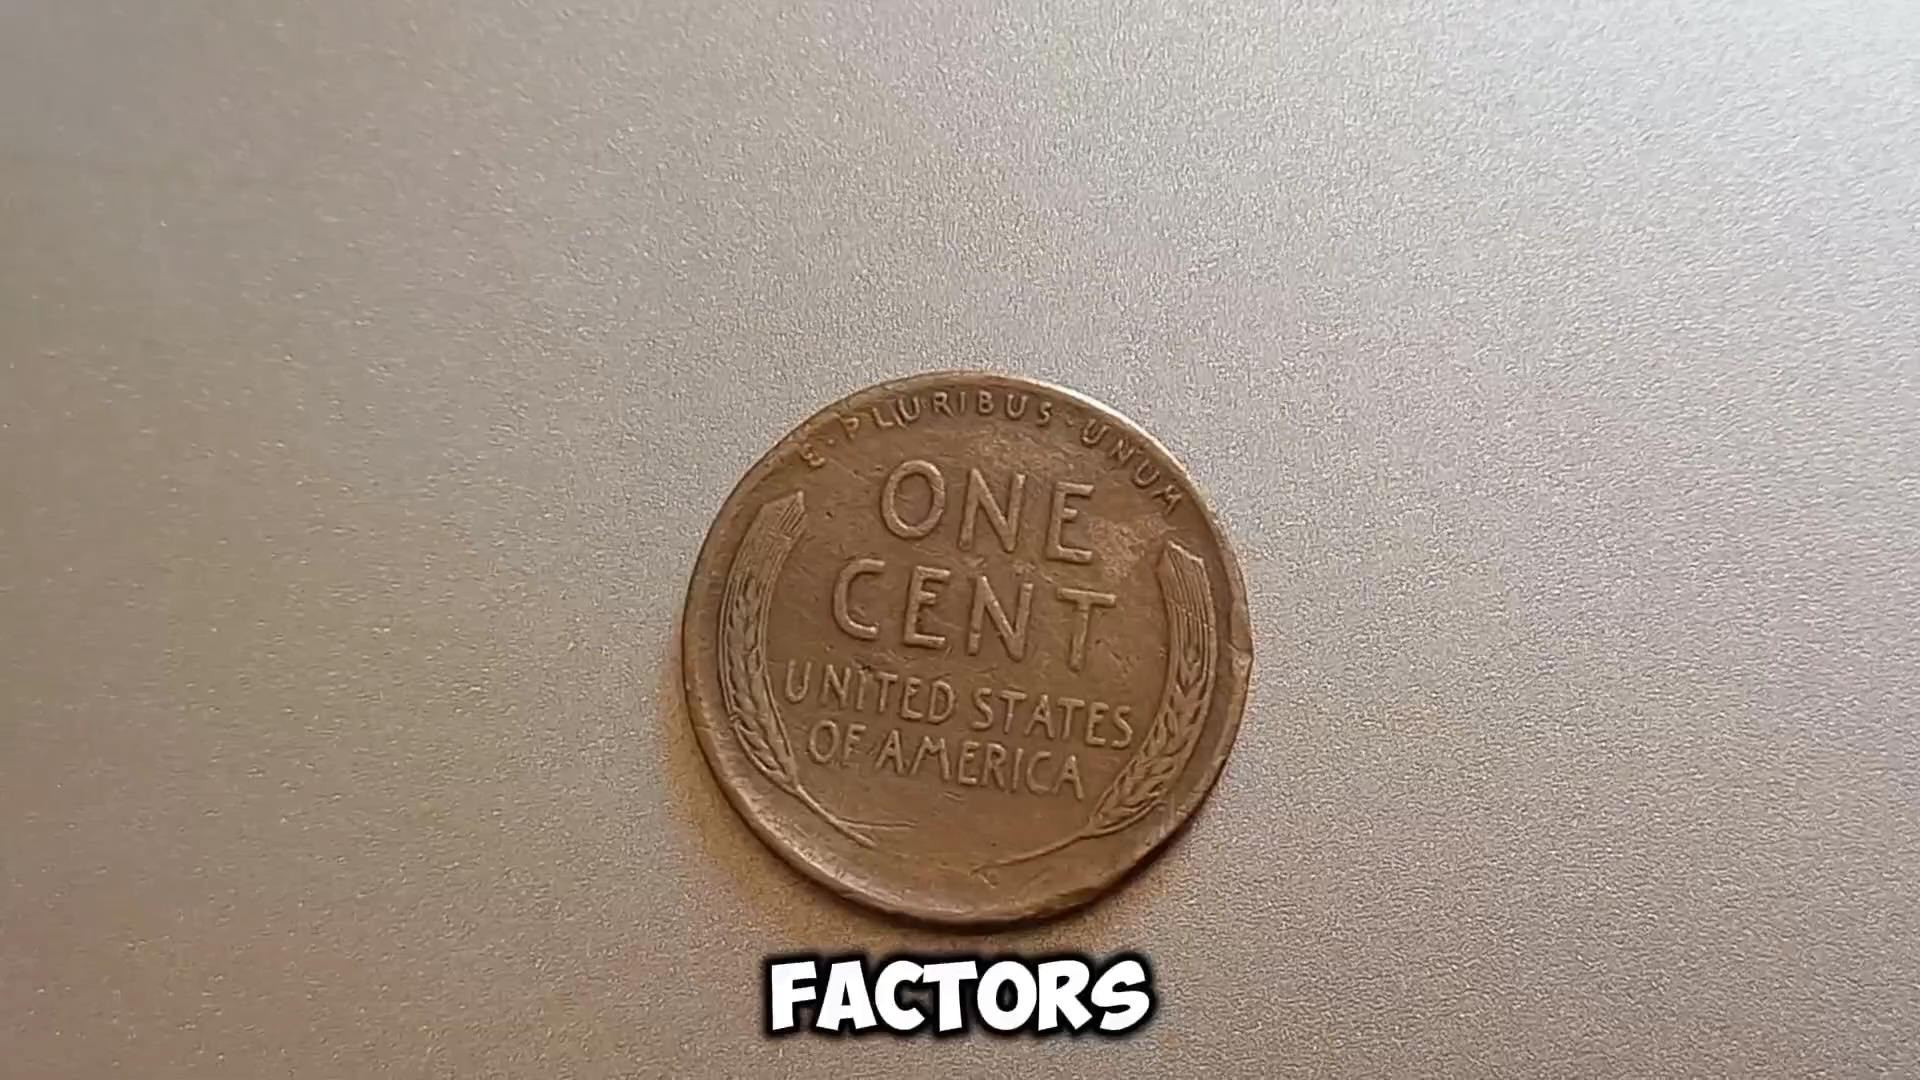 E·PLURIBUS·UNUM
ONE
CENT
UNITED STATES
OF AMERICA
FACTORS